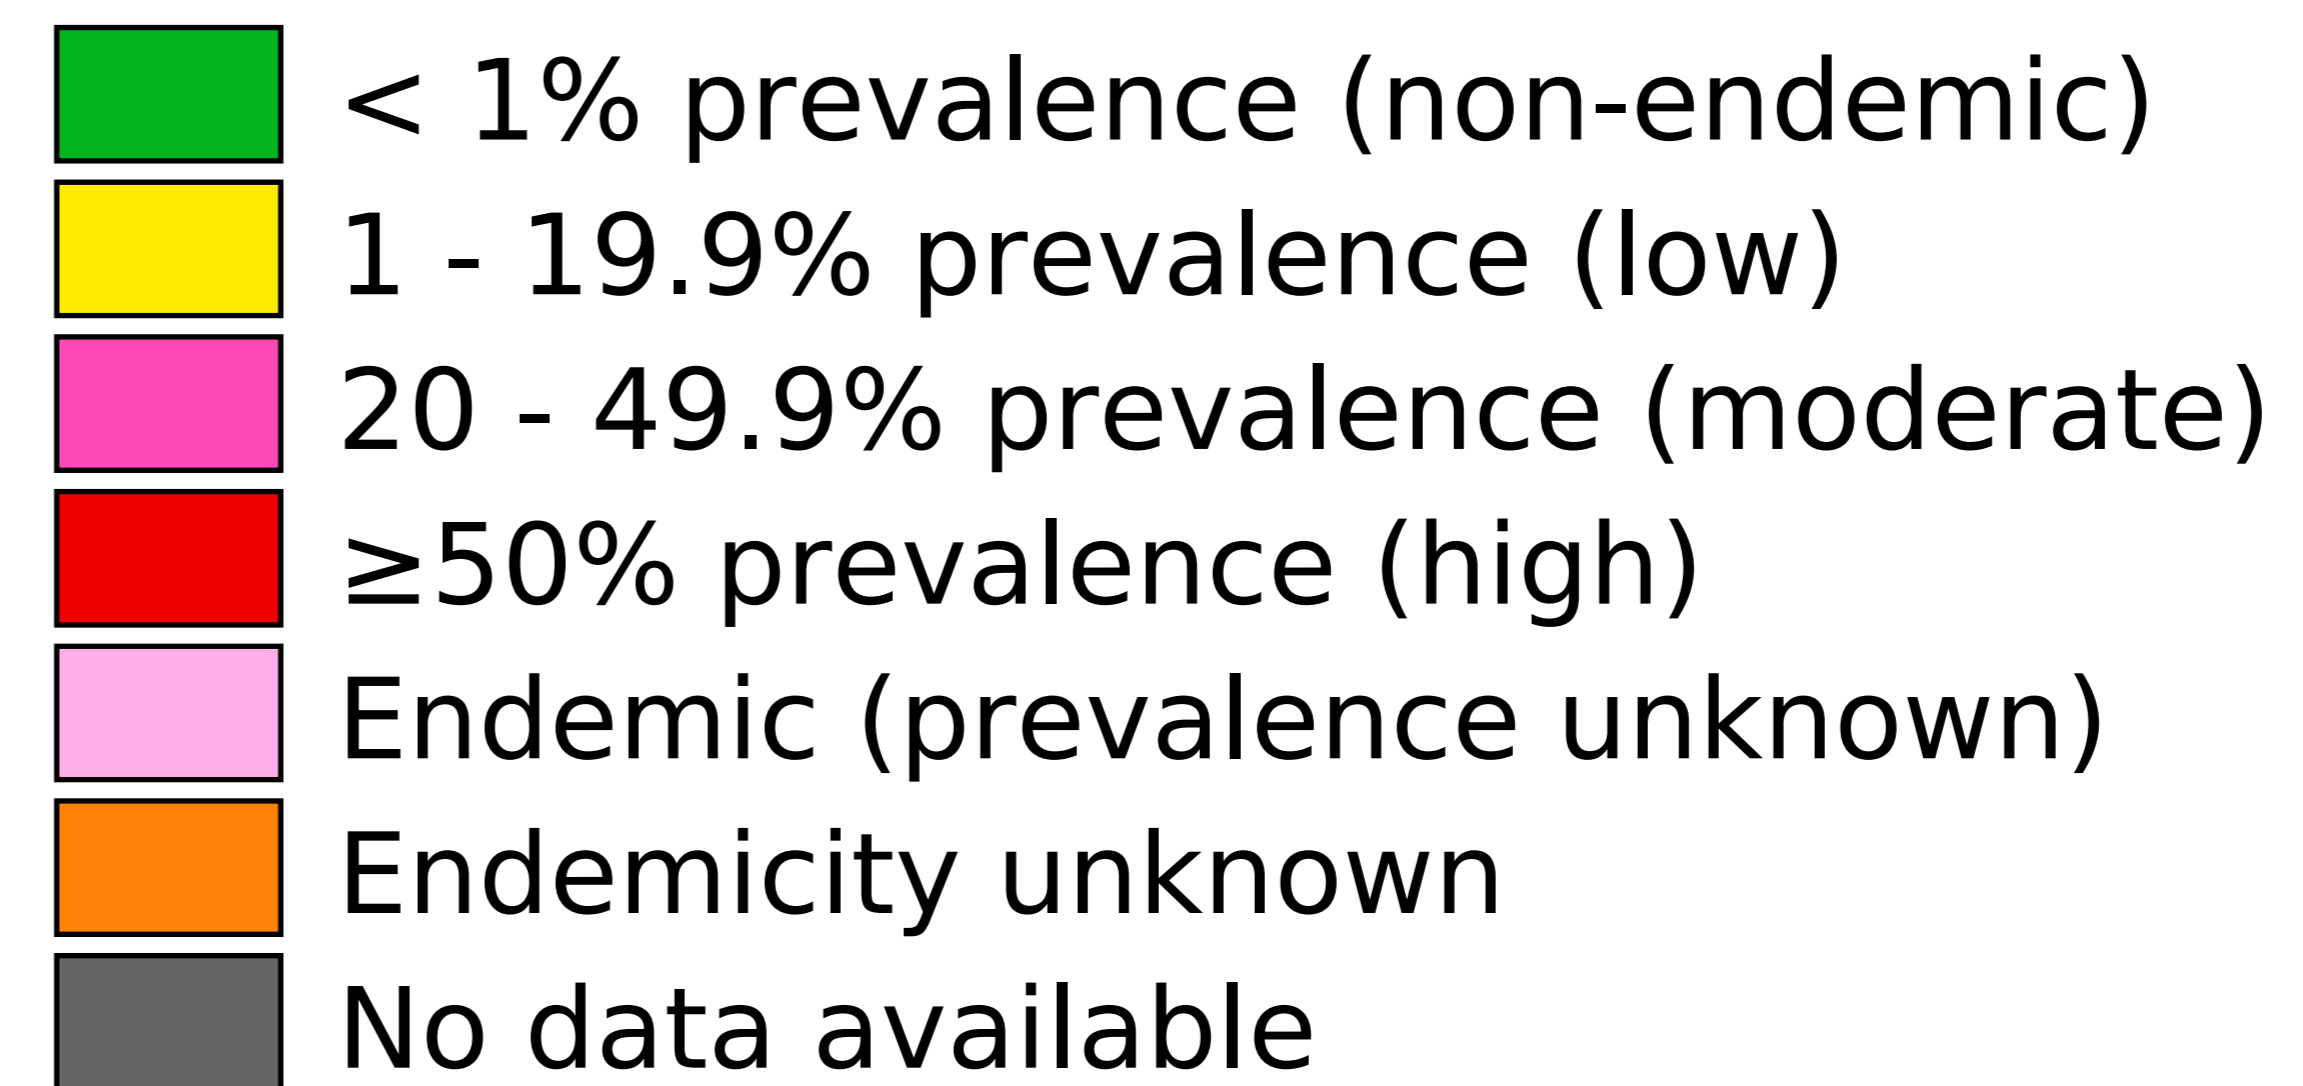 < 1% prevalence (non-endemic)
1 - 19.9% prevalence (low)
20 - 49.9% prevalence (moderate)
≥50% prevalence (high)
Endemic (prevalence unknown)
Endemicity unknown
No data available